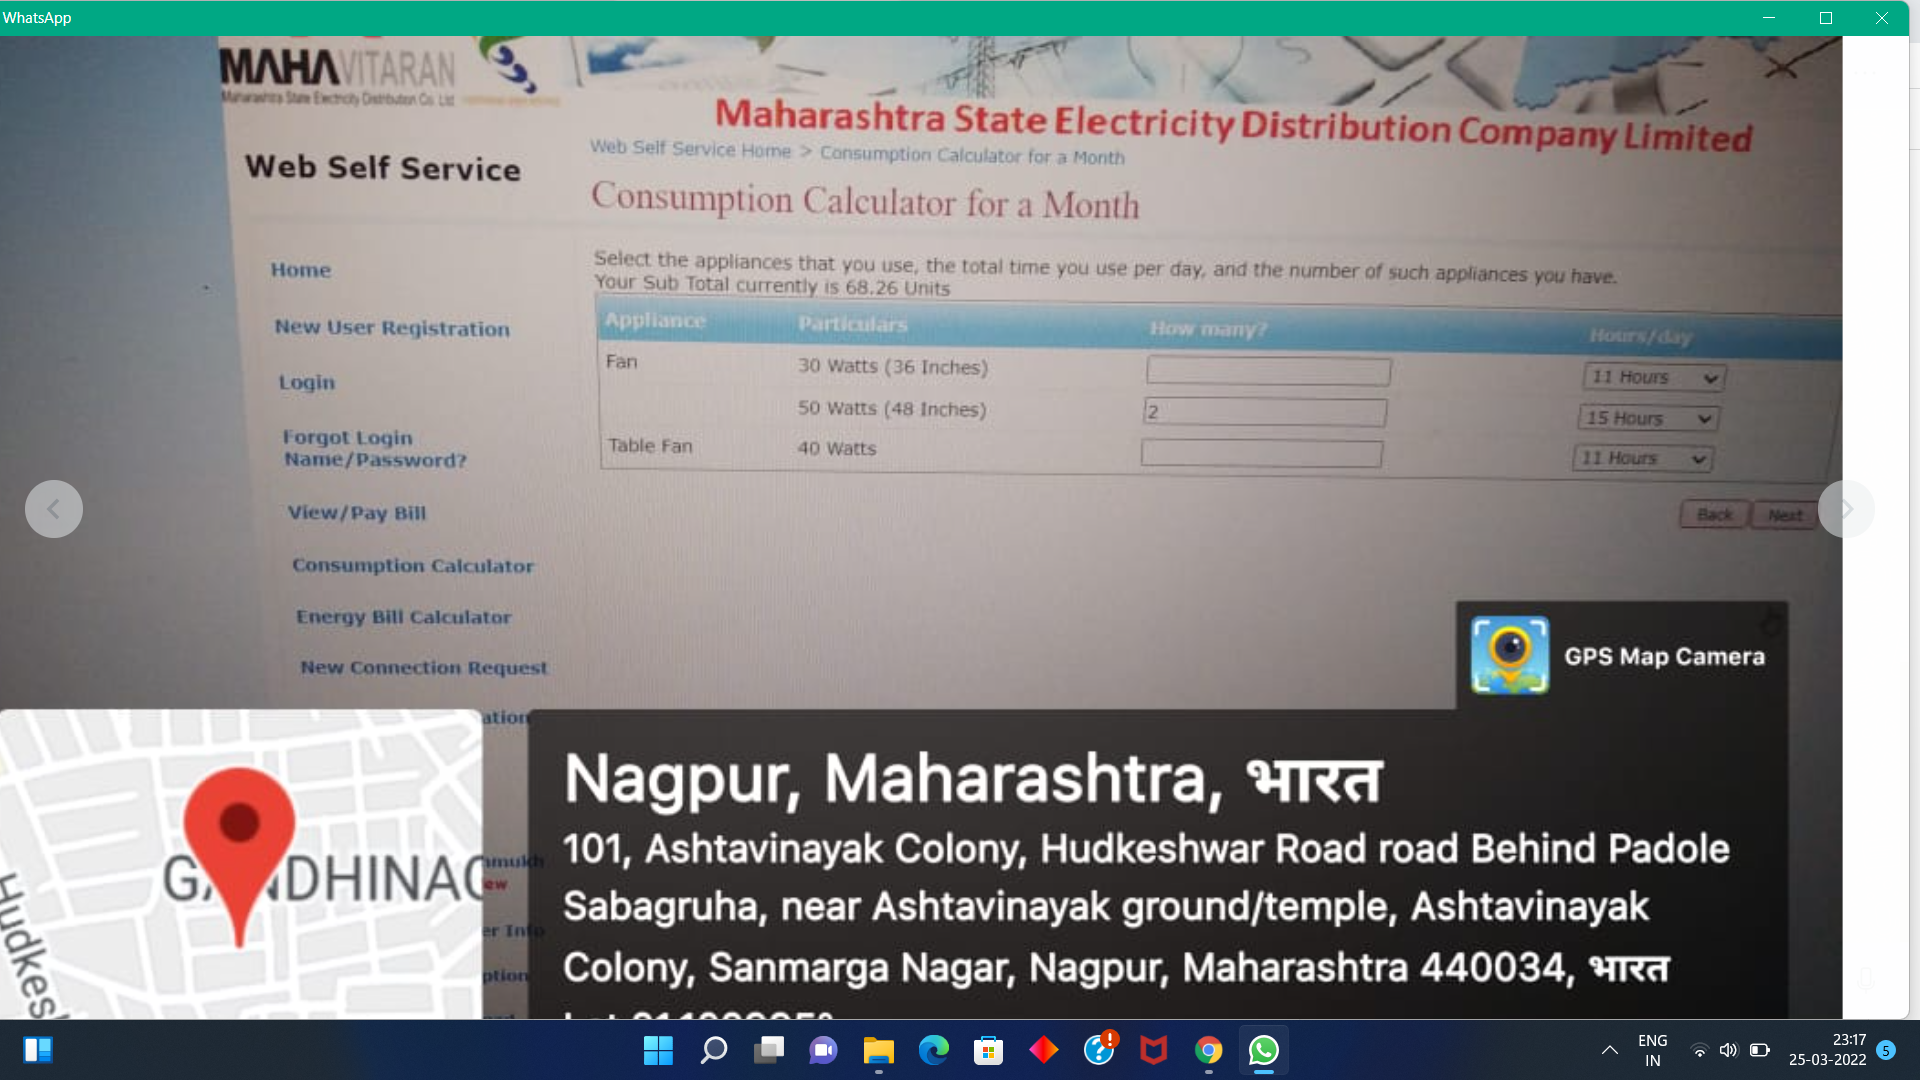 WhatsApp
MAHAVITARAN
Maharashtra State Electricity Distribution Co. Ltd
Maharashtra State Electricity Distribution Company Limited
Web Self Service Home > Consumption Calculator for a Month
Web Self Service
Consumption Calculator for a Month
Select the appliances that you use, the total time you use per day, and the number of such appliances you have.
Your Sub Total currently is 68.26 Units
Appliance Particulars How many? Hours/day
Fan 30 Watts (36 Inches) 11 Hours
50 Watts (48 Inches) 2 15 Hours
Table Fan 40 Watts 11 Hours
Back Next
Home
New User Registration
Login
Forgot Login
Name/Password?
View/Pay Bill
Consumption Calculator
Energy Bill Calculator
New Connection Request
ation
GPS Map Camera
GANDHINAG
Hudkes
Nagpur, Maharashtra, भारत
101, Ashtavinayak Colony, Hudkeshwar Road road Behind Padole
Sabagruha, near Ashtavinayak ground/temple, Ashtavinayak
Colony, Sanmarga Nagar, Nagpur, Maharashtra 440034, भारत
ption
ENG
IN
23:17
25-03-2022
5